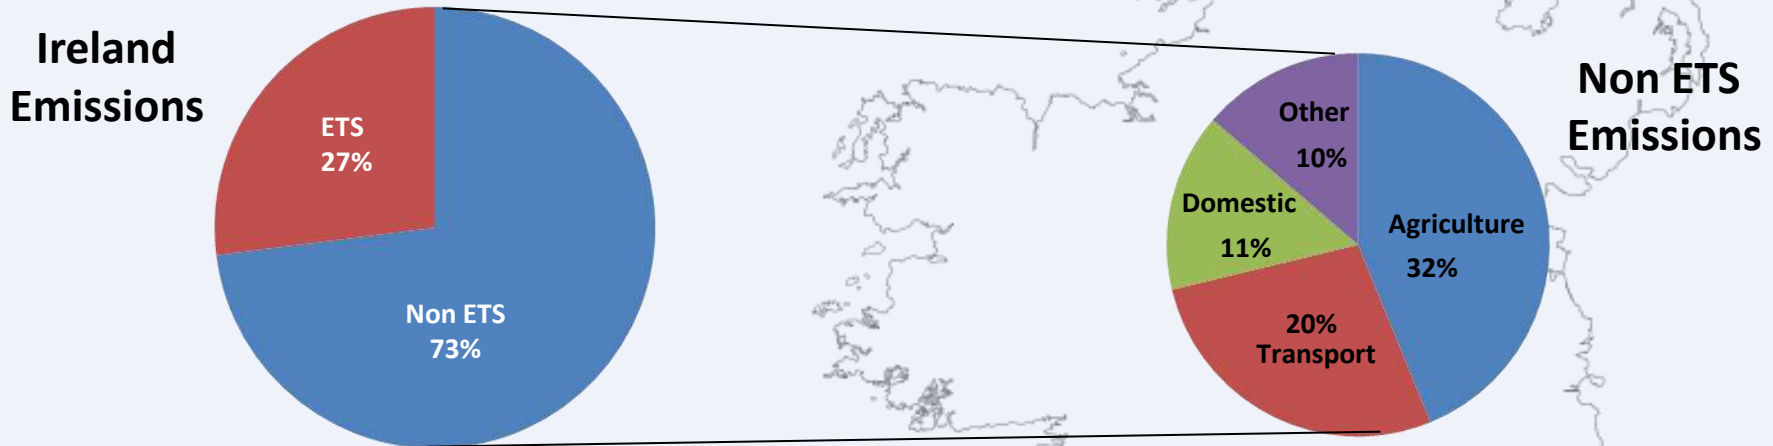 Ireland
Emissions
ETS
27%
Non ETS
73%
Other
10%
Domestic
11%
Agriculture
32%
20%
Transport
Non ETS
Emissions